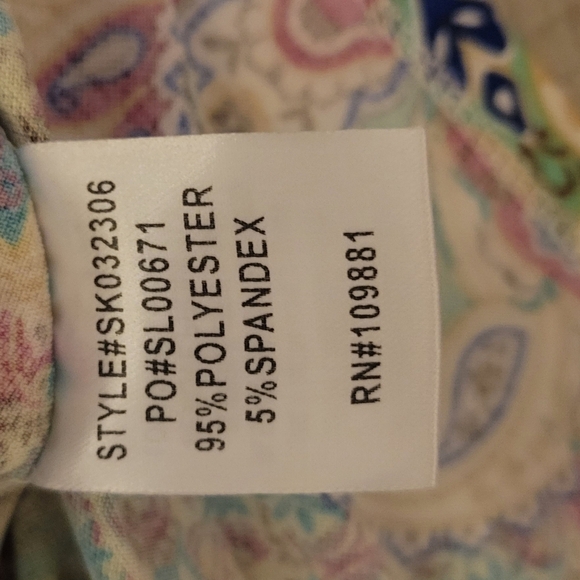 STYLE#SK032306
PO#SL00671
95%POLYESTER
5%SPANDEX
RN#109881